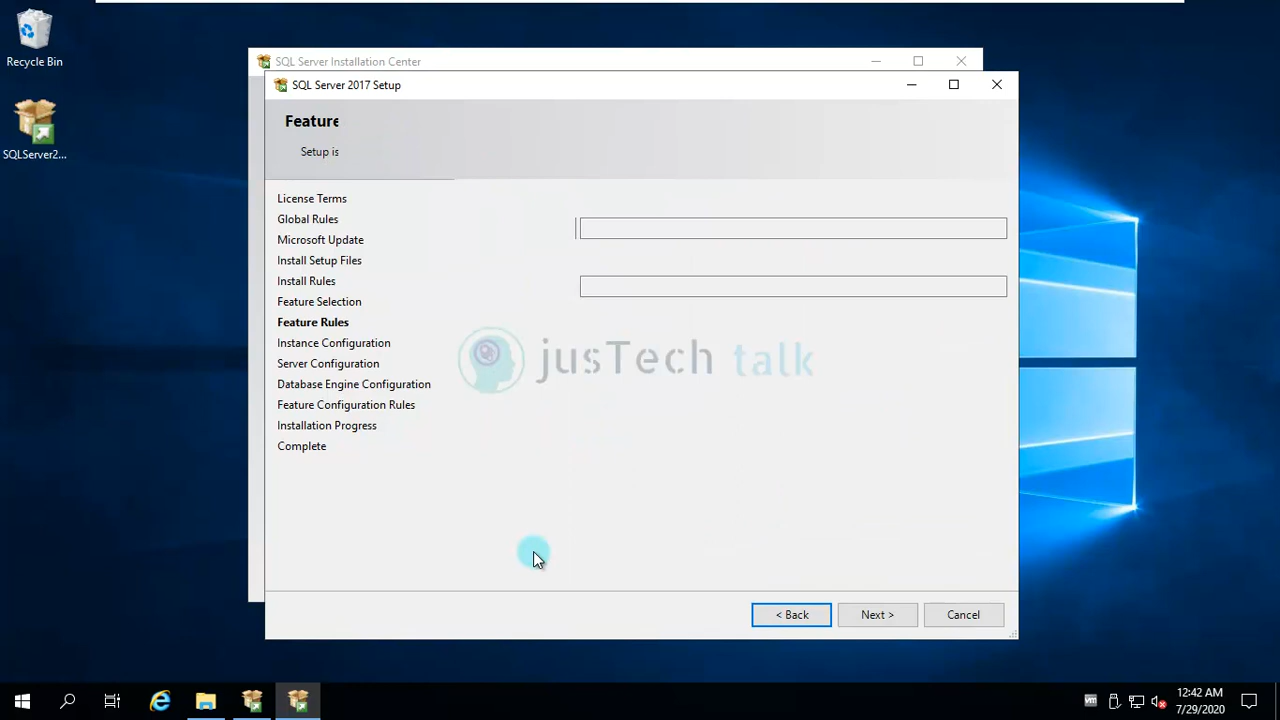 Recycle Bin
SQLServer2...
SQL Server Installation Center
SQL Server 2017 Setup
Feature
Setup is
License Terms
Global Rules
Microsoft Update
Install Setup Files
Install Rules
Feature Selection
Feature Rules
Instance Configuration
Server Configuration
Database Engine Configuration
Feature Configuration Rules
Installation Progress
Complete
jusTech talk
< Back
Next >
Cancel
vm
12:42 AM
7/29/2020